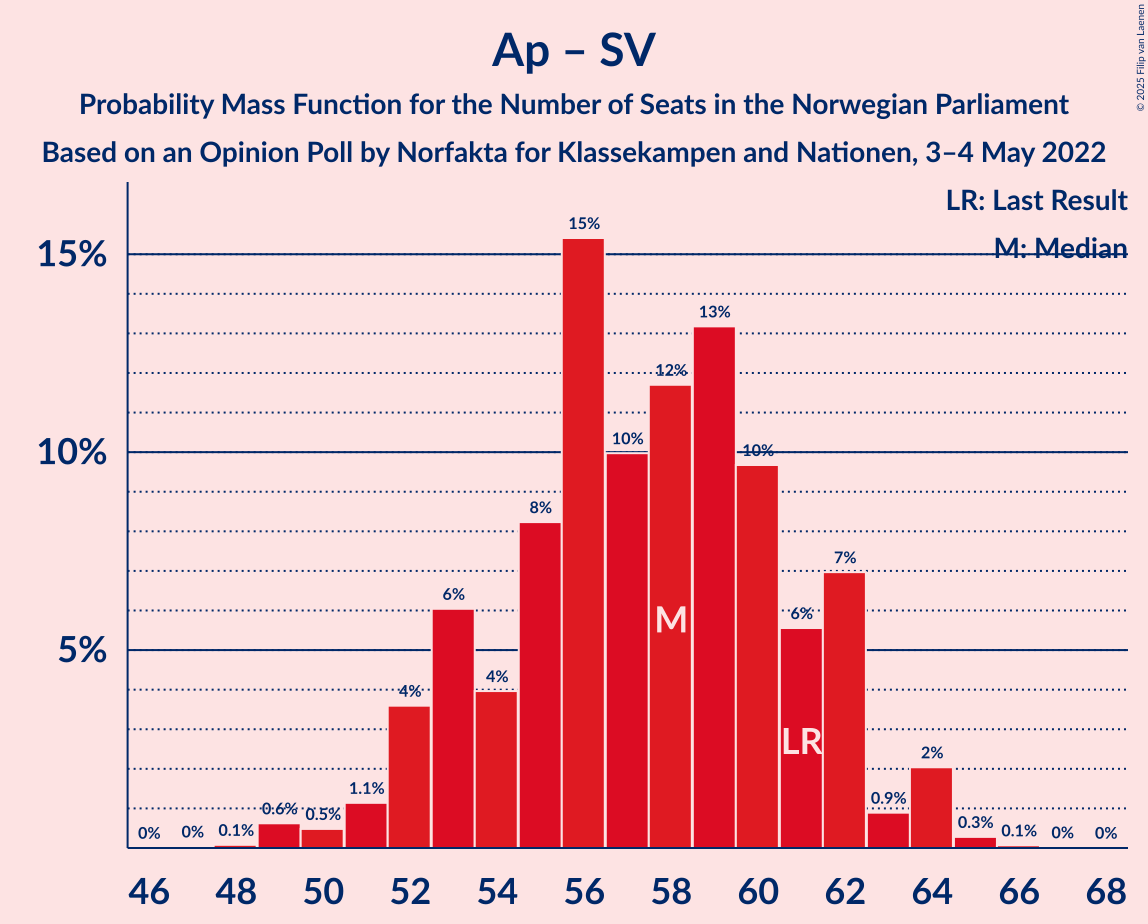 Ap – SV
Probability Mass Function for the Number of Seats in the Norwegian Parliament
Based on an Opinion Poll by Norfakta for Klassekampen and Nationen, 3–4 May 2022
© 2025 Filip van Laenen
LR: Last Result
M: Median
15%
10%
5%
0% 0% 0.1% 0.6% 0.5% 1.1% 4% 6% 4% 8% 15% 10% 12% 13% 10% 6% 7% 0.9% 2% 0.3% 0.1% 0% 0%
M
LR
46 48 50 52 54 56 58 60 62 64 66 68